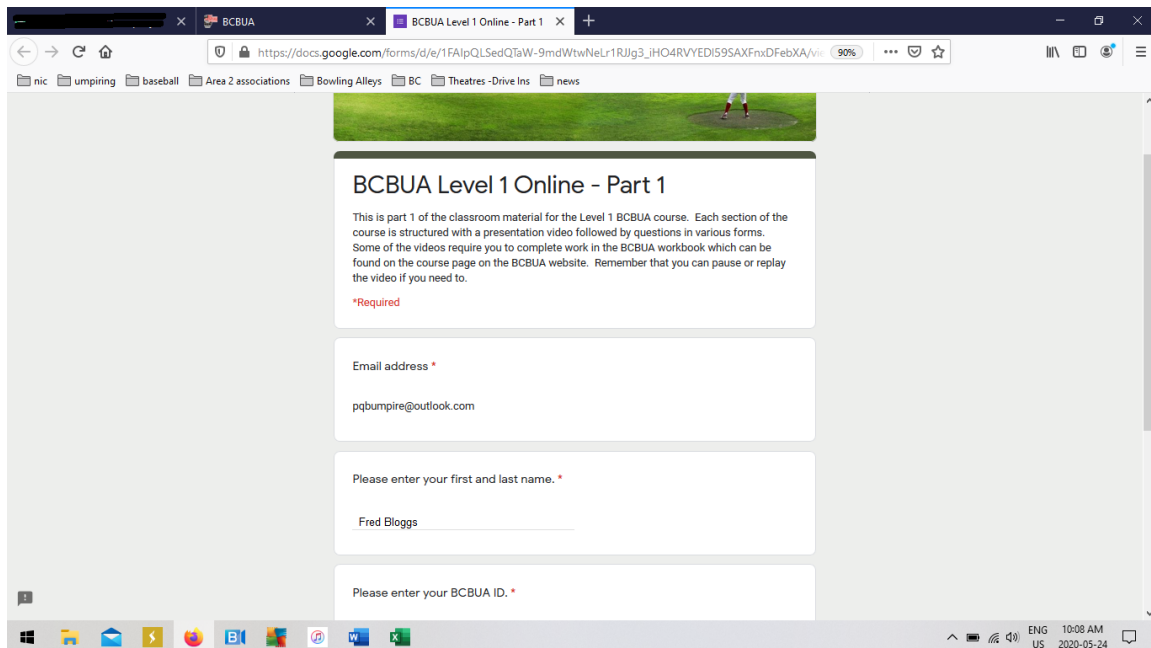 BCBUA
BCBUA Level 1 Online - Part 1
https://docs.google.com/forms/d/e/1FAIpQLSedQTaW-9mdWtwNeLr1RJJg3_iHO4RVYEDI59SAXFnxDFebXA/vie
90%
nic umpiring baseball Area 2 associations Bowling Alleys BC Theatres -Drive Ins news
BCBUA Level 1 Online - Part 1
This is part 1 of the classroom material for the Level 1 BCBUA course. Each section of the
course is structured with a presentation video followed by questions in various forms.
Some of the videos require you to complete work in the BCBUA workbook which can be
found on the course page on the BCBUA website. Remember that you can pause or replay
the video if you need to.
*Required
Email address *
pqbumpire@outlook.com
Please enter your first and last name. *
Fred Bloggs
Please enter your BCBUA ID. *
ENG 10:08 AM
US 2020-05-24